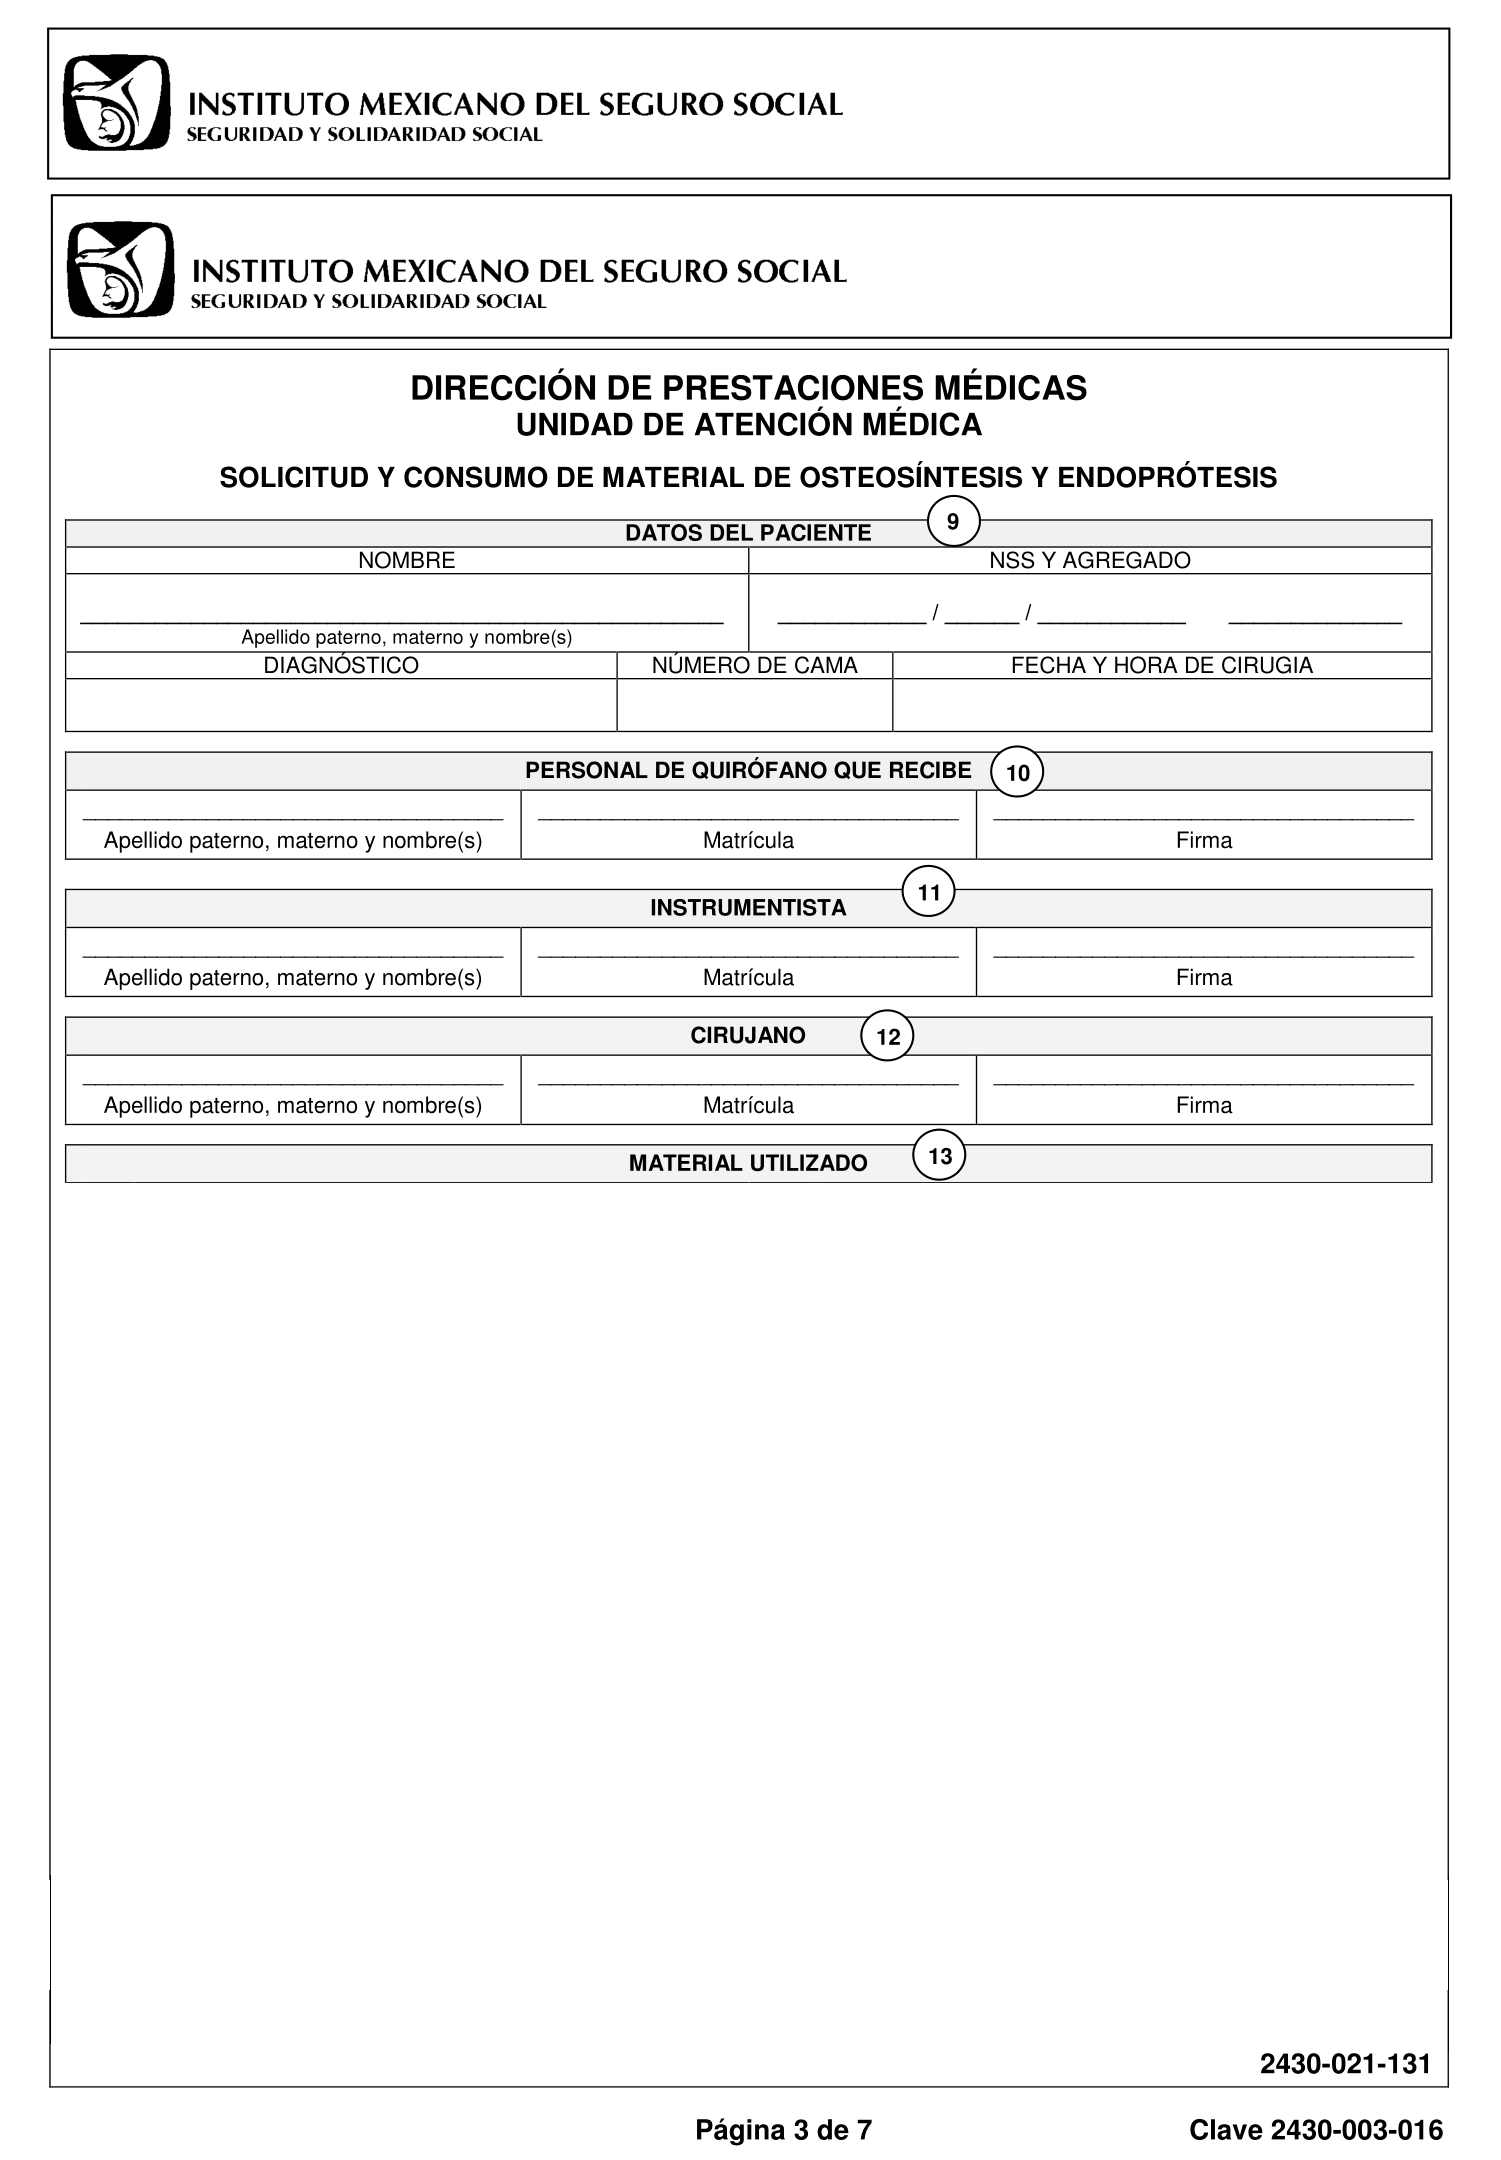 INSTITUTO MEXICANO DEL SEGURO SOCIAL
SEGURIDAD Y SOLIDARIDAD SOCIAL
INSTITUTO MEXICANO DEL SEGURO SOCIAL
SEGURIDAD Y SOLIDARIDAD SOCIAL
DIRECCIÓN DE PRESTACIONES MÉDICAS
UNIDAD DE ATENCIÓN MÉDICA
SOLICITUD Y CONSUMO DE MATERIAL DE OSTEOSÍNTESIS Y ENDOPRÓTESIS
DATOS DEL PACIENTE 9
NOMBRE NSS Y AGREGADO
/ /
Apellido paterno, materno y nombre(s)
DIAGNÓSTICO NÚMERO DE CAMA FECHA Y HORA DE CIRUGIA
PERSONAL DE QUIRÓFANO QUE RECIBE 10
Apellido paterno, materno y nombre(s) Matrícula Firma
INSTRUMENTISTA 11
Apellido paterno, materno y nombre(s) Matrícula Firma
CIRUJANO 12
Apellido paterno, materno y nombre(s) Matrícula Firma
MATERIAL UTILIZADO 13
2430-021-131
Página 3 de 7 Clave 2430-003-016